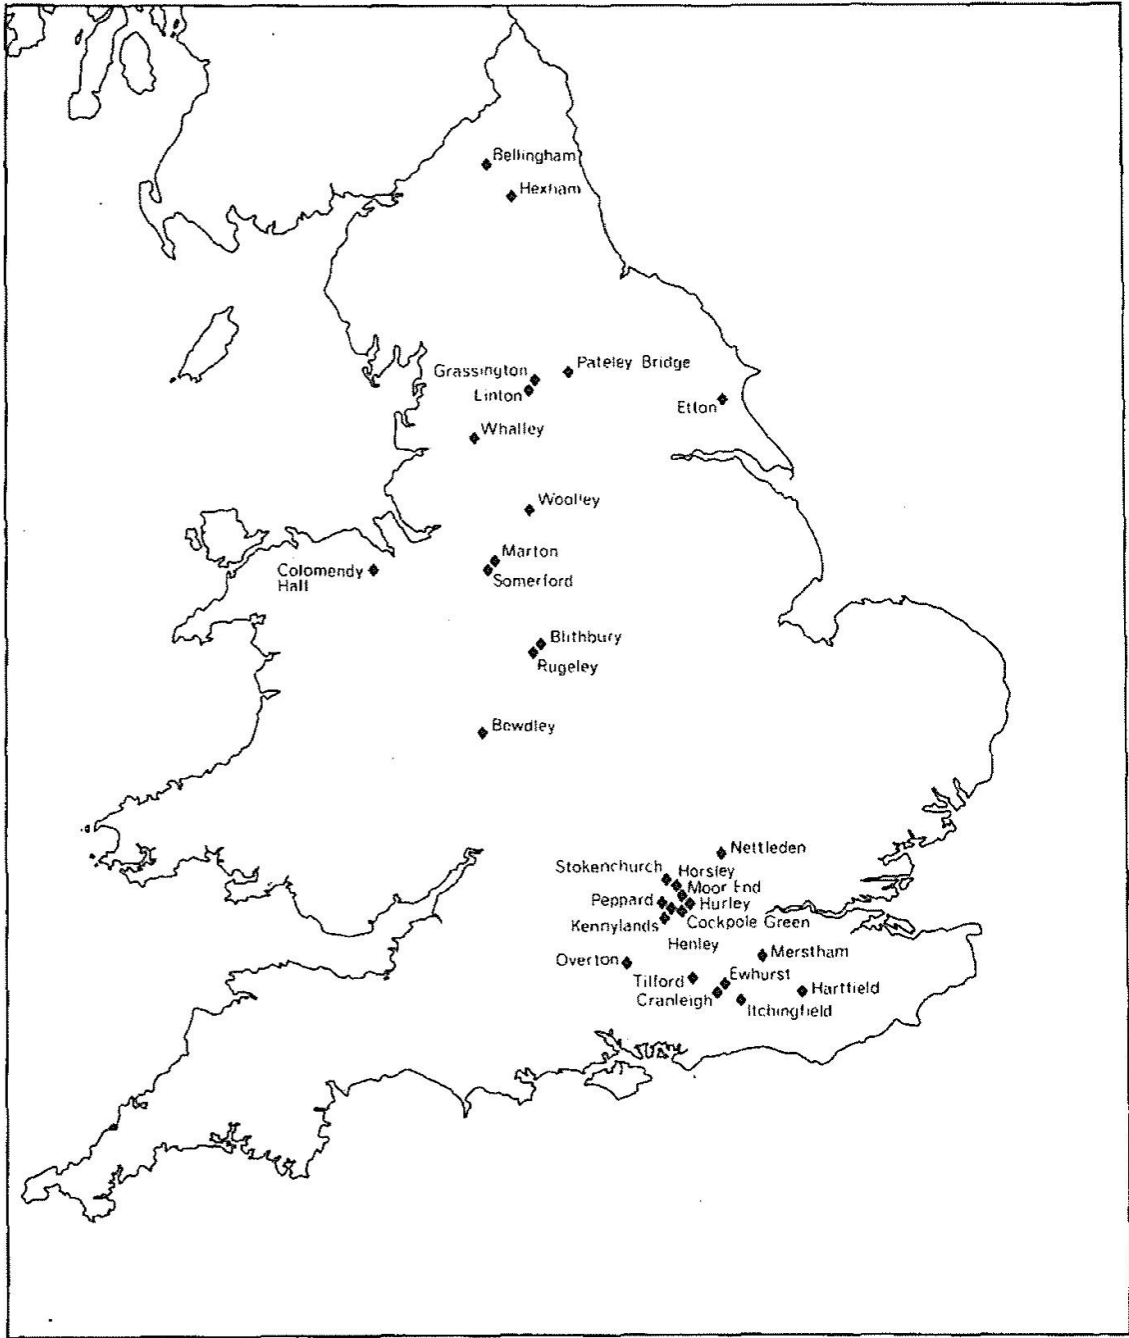 Bellingham
Hexham
Pateley Bridge
Grassington
Linton
Etton
Whalley
Woolley
Marton
Colomendy
Hall
Somerford
Blithbury
Rugeley
Bewdley
Nettleden
Stokenchurch
Horsley
Moor End
Peppard
Hurley
Kennylands
Cockpole Green
Henley
Merstham
Overton
Ewhurst
Tilford
Hartfield
Cranleigh
Itchingfield